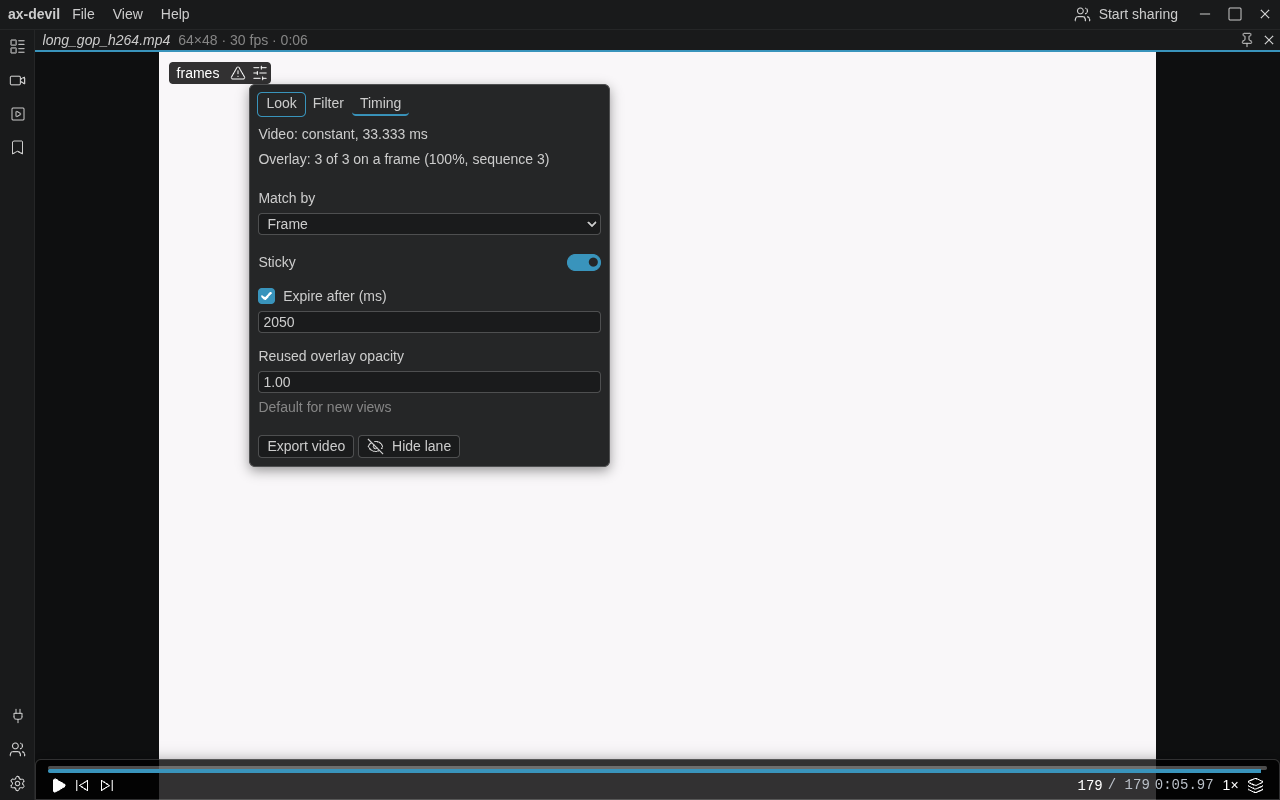 ax-devil File View Help Start sharing
long_gop_h264.mp4 64×48 · 30 fps · 0:06
frames
Look Filter Timing
Video: constant, 33.333 ms
Overlay: 3 of 3 on a frame (100%, sequence 3)
Match by
Frame
Sticky
Expire after (ms)
2050
Reused overlay opacity
1.00
Default for new views
Export video Hide lane
179 / 179 0:05.97 1×